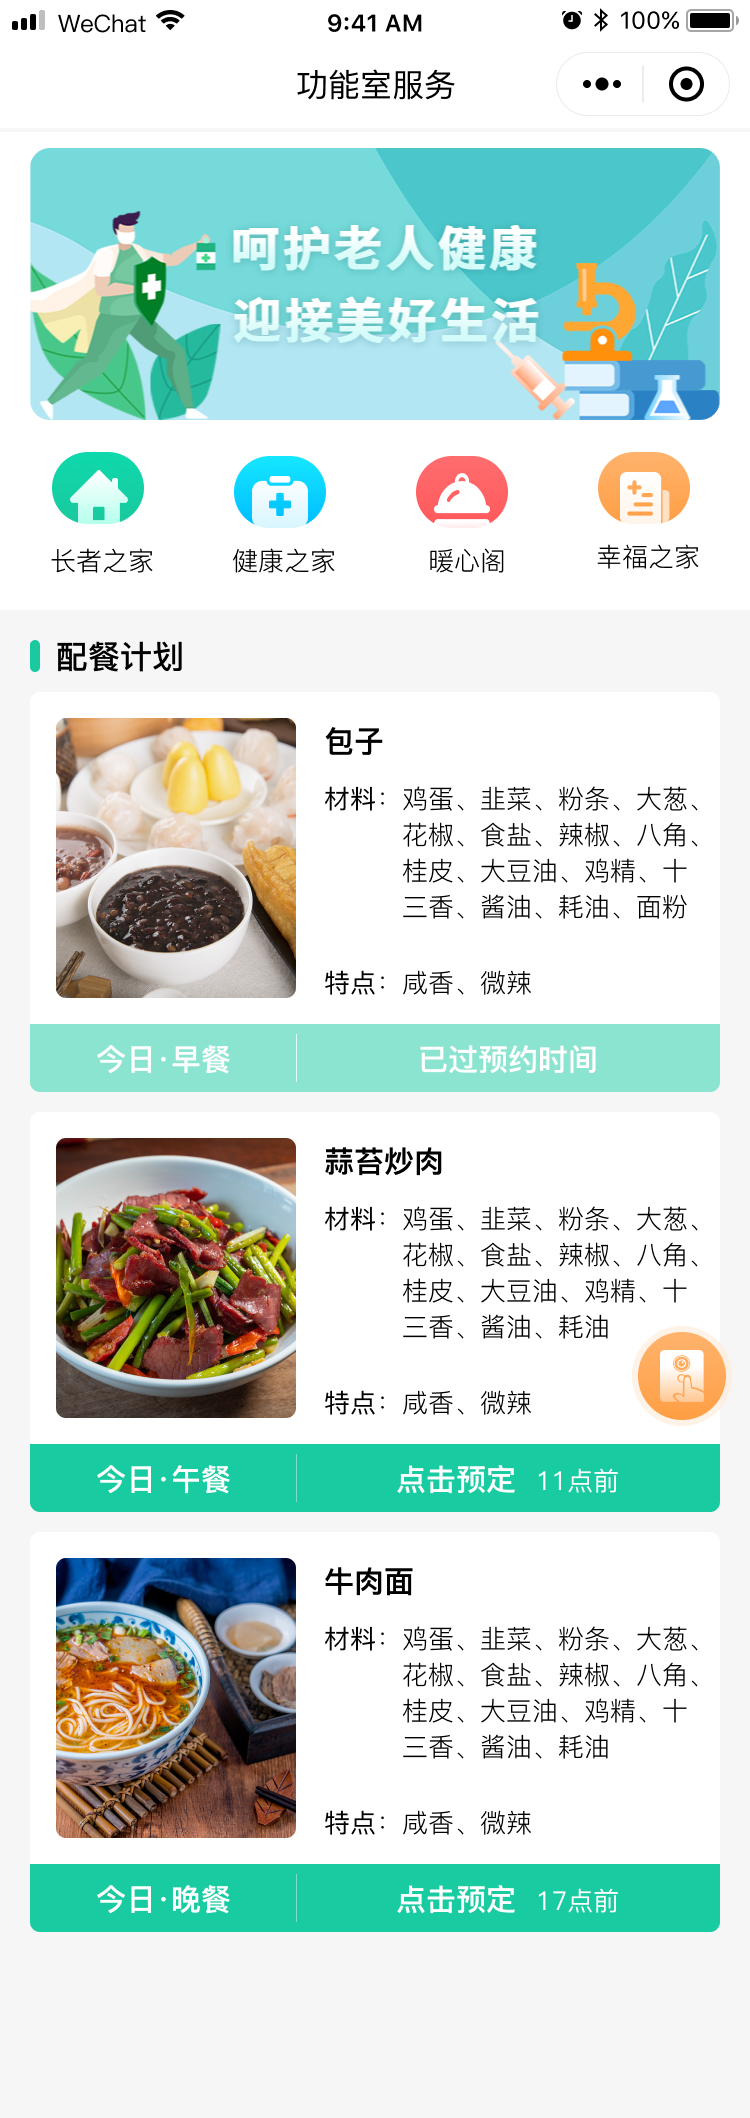 WeChat 9:41 AM 100%
功能室服务
呵护老人健康
迎接美好生活
长者之家 健康之家 暖心阁 幸福之家
配餐计划
包子
材料：鸡蛋、韭菜、粉条、大葱、
花椒、食盐、辣椒、八角、
桂皮、大豆油、鸡精、十
三香、酱油、耗油、面粉
特点：咸香、微辣
今日·早餐 已过预约时间
蒜苔炒肉
材料：鸡蛋、韭菜、粉条、大葱、
花椒、食盐、辣椒、八角、
桂皮、大豆油、鸡精、十
三香、酱油、耗油
特点：咸香、微辣
今日·午餐 点击预定 11点前
牛肉面
材料：鸡蛋、韭菜、粉条、大葱、
花椒、食盐、辣椒、八角、
桂皮、大豆油、鸡精、十
三香、酱油、耗油
特点：咸香、微辣
今日·晚餐 点击预定 17点前